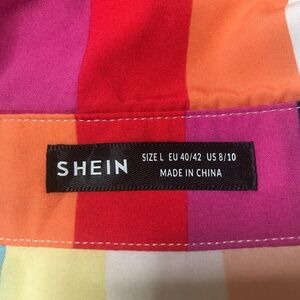 SHEIN
SIZE L EU 40/42 US 8/10
MADE IN CHINA